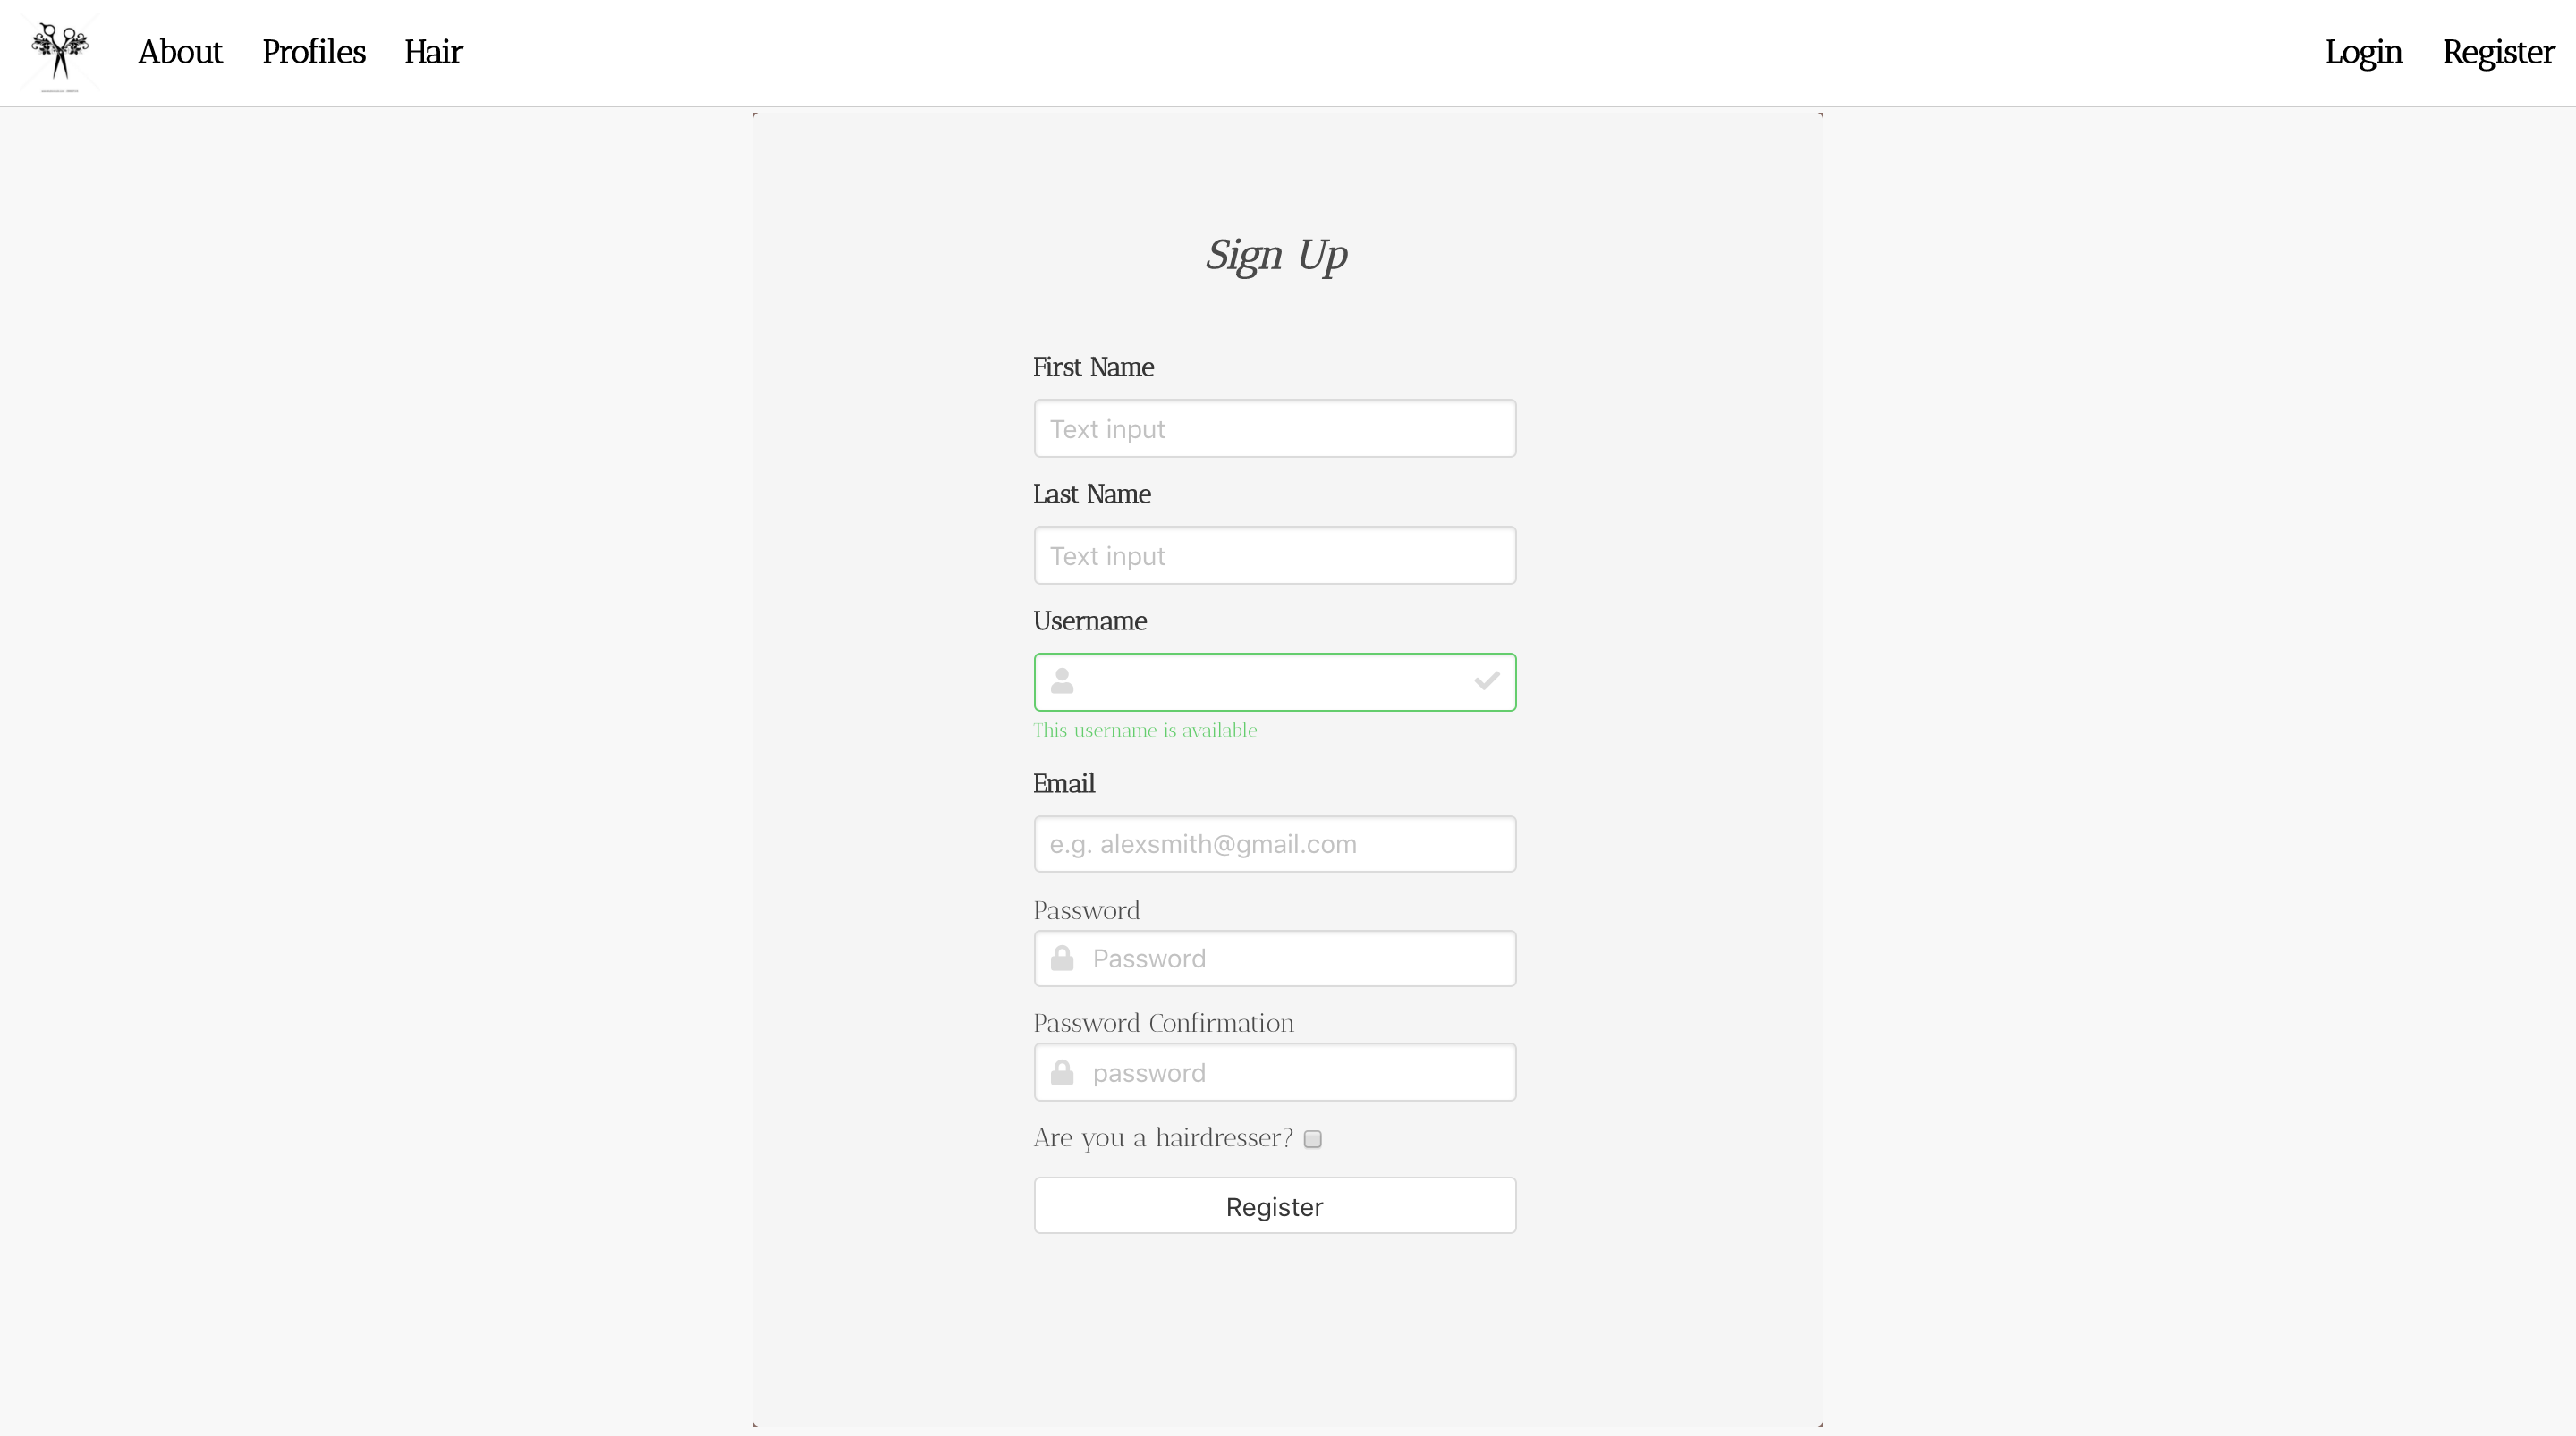 About Profiles Hair Login Register
Sign Up
First Name
Text input
Last Name
Text input
Username
This username is available
Email
e.g. alexsmith@gmail.com
Password
Password
Password Confirmation
password
Are you a hairdresser?
Register